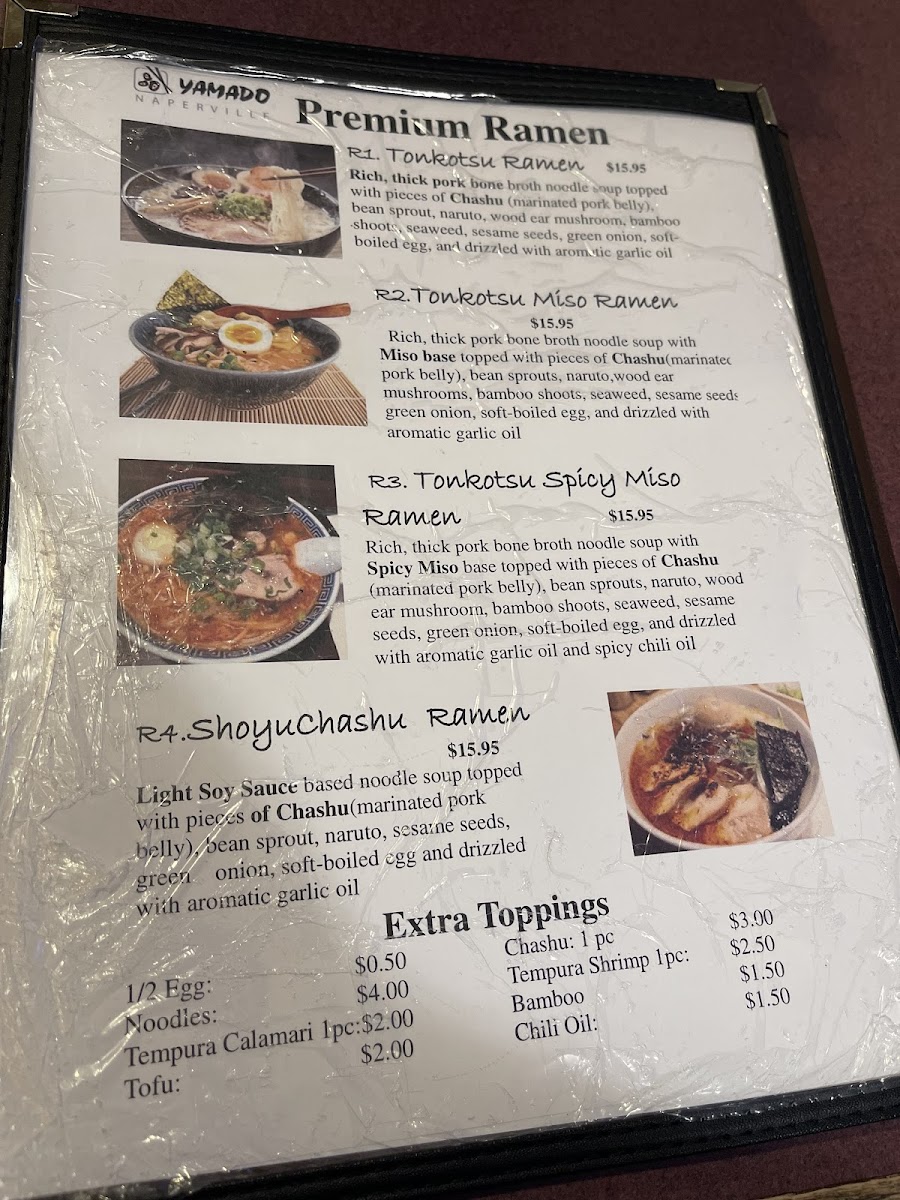 YAMADO
NAPERVILLE
Premium Ramen
R1. Tonkotsu Ramen $15.95
Rich, thick pork bone broth noodle soup topped
with pieces of Chashu (marinated pork belly),
bean sprout, naruto, wood ear mushroom, bamboo
shoots, seaweed, sesame seeds, green onion, soft-
boiled egg, and drizzled with aromatic garlic oil
R2.Tonkotsu Miso Ramen
$15.95
Rich, thick pork bone broth noodle soup with
Miso base topped with pieces of Chashu(marinated
pork belly), bean sprouts, naruto,wood ear
mushrooms, bamboo shoots, seaweed, sesame seeds
green onion, soft-boiled egg, and drizzled with
aromatic garlic oil
R3. Tonkotsu Spicy Miso
Ramen $15.95
Rich, thick pork bone broth noodle soup with
Spicy Miso base topped with pieces of Chashu
(marinated pork belly), bean sprouts, naruto, wood
ear mushroom, bamboo shoots, seaweed, sesame
seeds, green onion, soft-boiled egg, and drizzled
with aromatic garlic oil and spicy chili oil
R4.ShoyuChashu Ramen
$15.95
Light Soy Sauce based noodle soup topped
with pieces of Chashu(marinated pork
belly), bean sprout, naruto, sesame seeds,
green onion, soft-boiled egg and drizzled
with aromatic garlic oil
Extra Toppings
1/2 Egg: $0.50
Noodles: $4.00
Tempura Calamari 1pc:$2.00
Tofu: $2.00
Chashu: 1 pc $3.00
Tempura Shrimp 1pc: $2.50
Bamboo $1.50
Chili Oil: $1.50